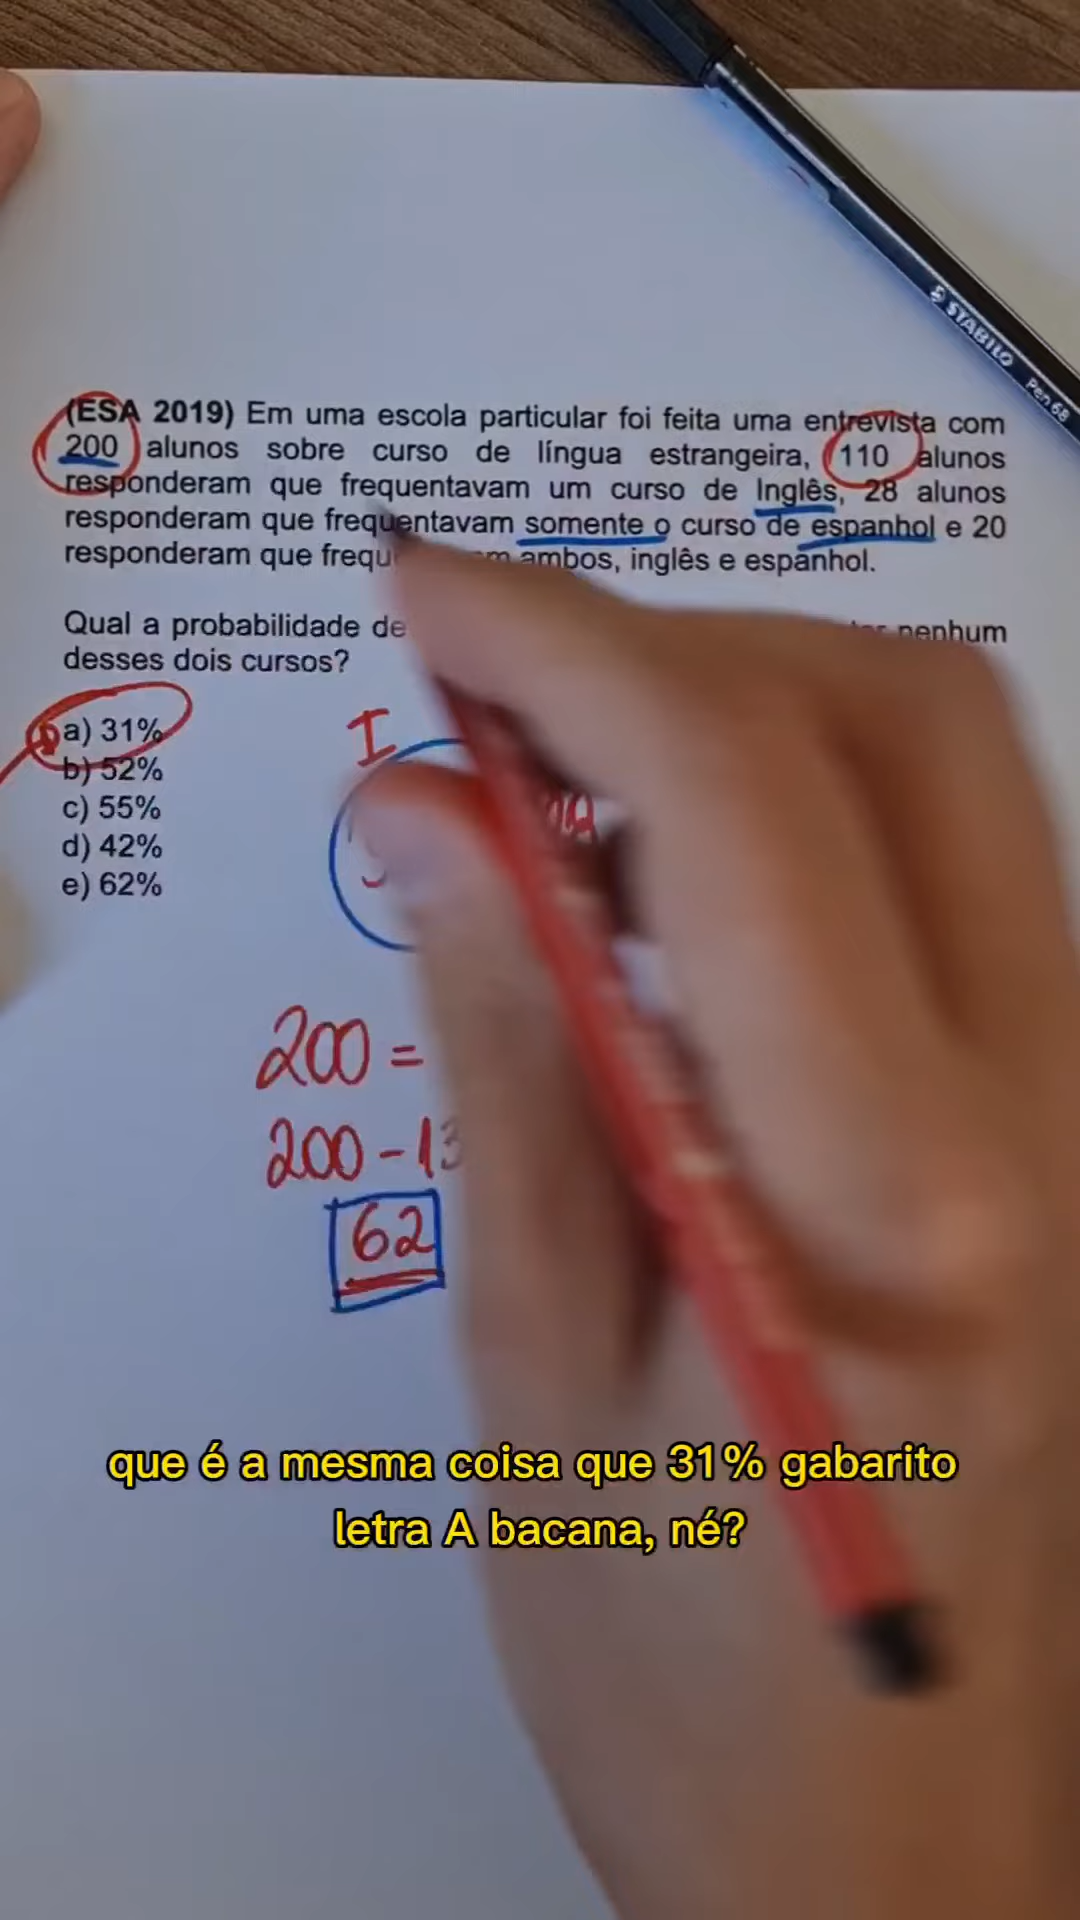 STABILO Pen 68
(ESA 2019) Em uma escola particular foi feita uma entrevista com
200 alunos sobre curso de língua estrangeira, 110 alunos
responderam que frequentavam um curso de Inglês, 28 alunos
responderam que frequentavam somente o curso de espanhol e 20
responderam que ambos, inglês e espanhol.
Qual a probabilidade de nenhum
desses dois cursos?
a) 31%
b) 52%
c) 55%
d) 42%
e) 62%
I
200 =
200 - 13
62
que é a mesma coisa que 31% gabarito
letra A bacana, né?